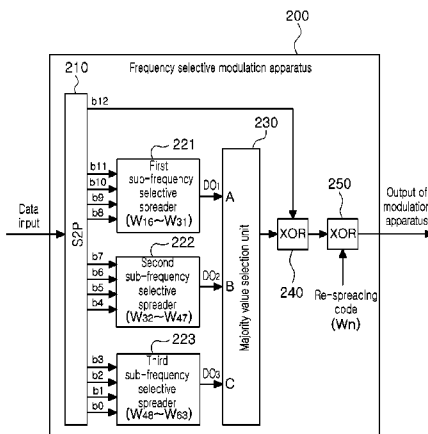 200
210
Frequency selective modulation apparatus
b12
230
221
b11
b10
b9
b8
First
sub-frequency
selective
spreader
(W16~W31)
DO1
A
250
Data
input
S2P
Majority value selection unit
XOR
XOR
Output of
modulation
apparatus
222
240
b7
b6
b5
b4
Second
sub-frequency
selective
spreader
(W32~W47)
DO2
B
Re-spreacing
code
(Wn)
223
b3
b2
b1
b0
Third
sub-frequency
selective
spreader
(W48~W63)
DO3
C